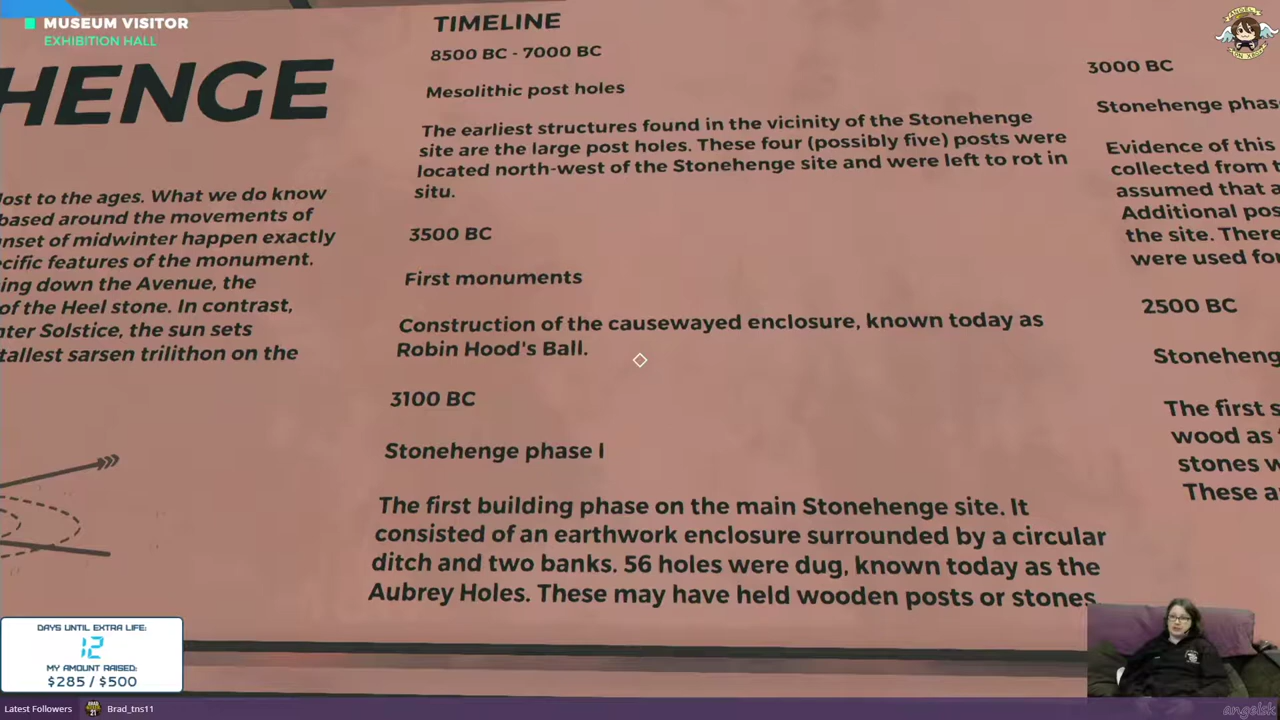 MUSEUM VISITOR
EXHIBITION HALL
HENGE
lost to the ages. What we do know
based around the movements of
nset of midwinter happen exactly
cific features of the monument.
ing down the Avenue, the
of the Heel stone. In contrast,
nter Solstice, the sun sets
tallest sarsen trilithon on the
TIMELINE
8500 BC - 7000 BC
Mesolithic post holes
The earliest structures found in the vicinity of the Stonehenge
site are the large post holes. These four (possibly five) posts were
located north-west of the Stonehenge site and were left to rot in
situ.
3500 BC
First monuments
Construction of the causewayed enclosure, known today as
Robin Hood's Ball.
3100 BC
Stonehenge phase I
The first building phase on the main Stonehenge site. It
consisted of an earthwork enclosure surrounded by a circular
ditch and two banks. 56 holes were dug, known today as the
Aubrey Holes. These may have held wooden posts or stones
3000 BC
Stonehenge phas
Evidence of this
collected from t
assumed that a
Additional pos
the site. There
were used for
2500 BC
Stoneheng
The first s
wood as
stones w
These a
DAYS UNTIL EXTRA LIFE:
12
MY AMOUNT RAISED:
$285 / $500
Latest Followers
Brad_tns11
angelsk